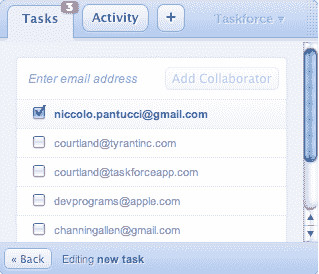 Tasks 3 Activity + Taskforce ▼
Enter email address Add Collaborator
niccolo.pantucci@gmail.com
courtland@tyrantinc.com
courtland@taskforceapp.com
devprograms@apple.com
channingallen@gmail.com
« Back Editing new task